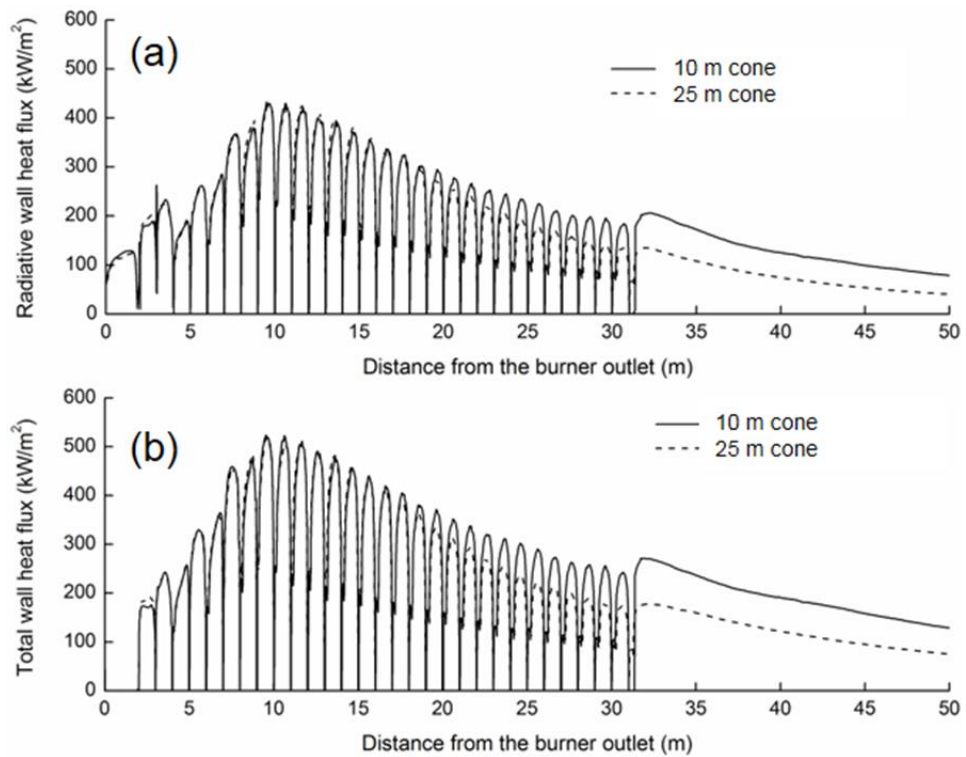 (a)
10 m cone
25 m cone
Radiative wall heat flux (kW/m²)
600
500
400
300
200
100
0
0 5 10 15 20 25 30 35 40 45 50
Distance from the burner outlet (m)
(b)
10 m cone
25 m cone
Total wall heat flux (kW/m²)
600
500
400
300
200
100
0
0 5 10 15 20 25 30 35 40 45 50
Distance from the burner outlet (m)